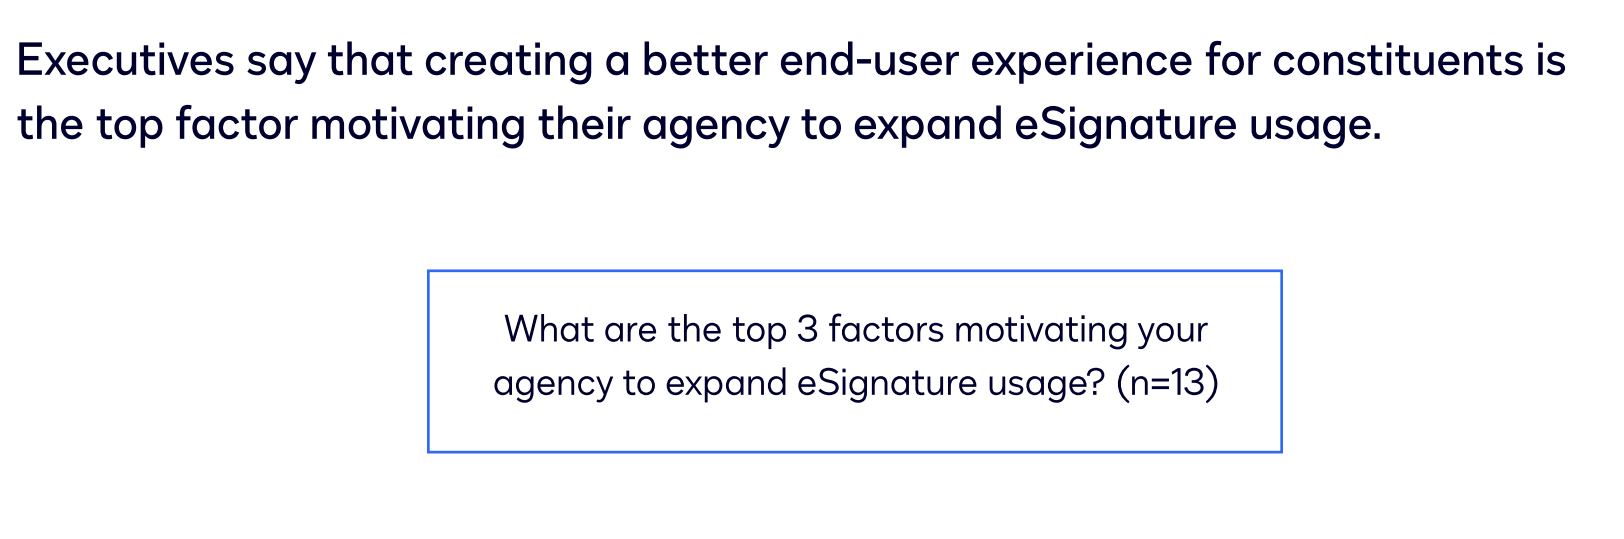 Executives say that creating a better end-user experience for constituents is
the top factor motivating their agency to expand eSignature usage.
What are the top 3 factors motivating your
agency to expand eSignature usage? (n=13)